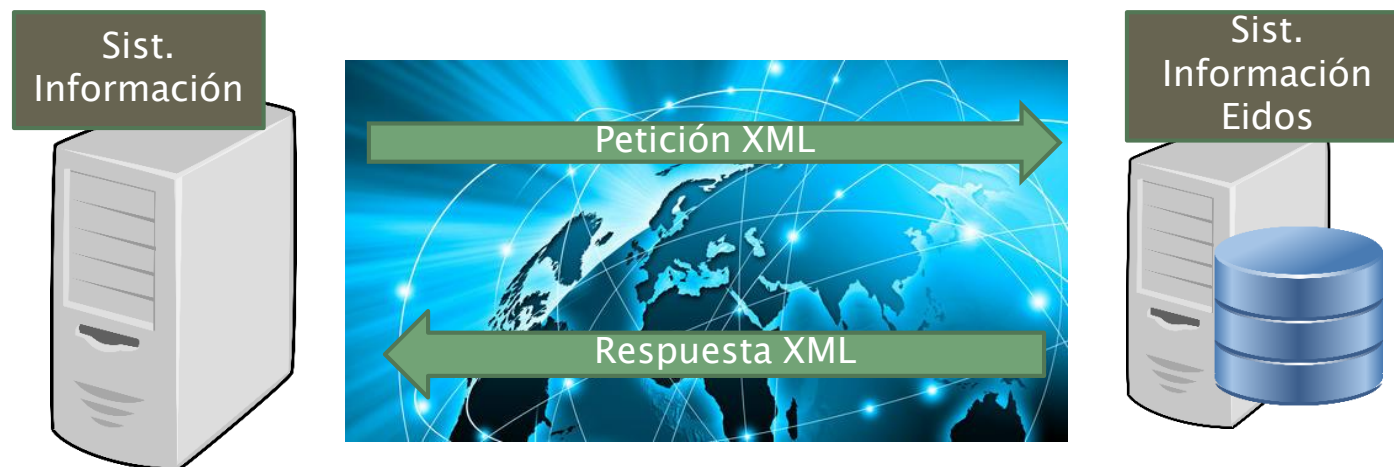 Sist.
Información
Petición XML
Respuesta XML
Sist.
Información
Eidos